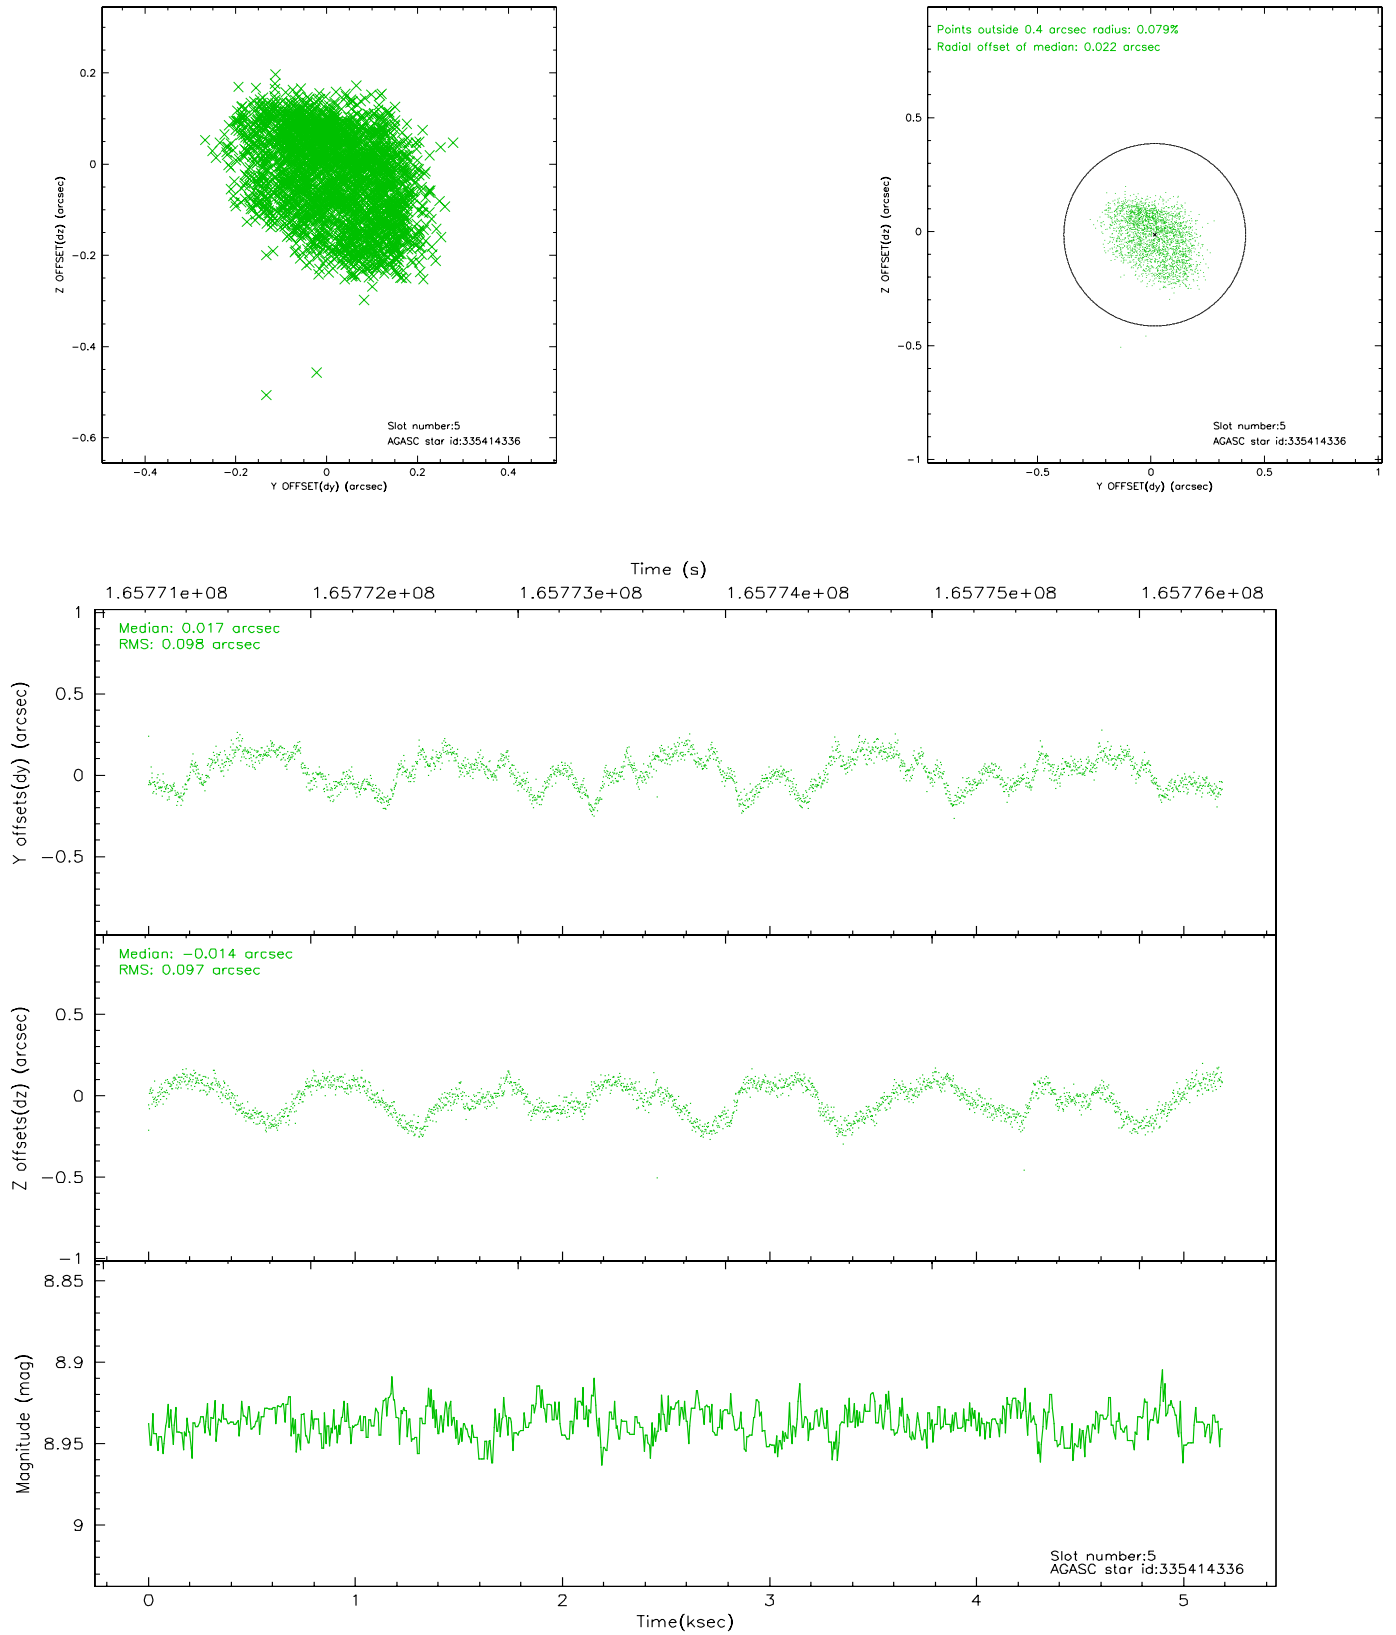 0.2
0
-0.2
-0.4
-0.6
Z OFFSET(dz) (arcsec)
Slot number:5
AGASC star id:335414336
-0.4 -0.2 0 0.2 0.4
Y OFFSET(dy) (arcsec)
Points outside 0.4 arcsec radius: 0.079%
Radial offset of median: 0.022 arcsec
0.5
0
-0.5
-1
Z OFFSET(dz) (arcsec)
Slot number:5
AGASC star id:335414336
-0.5 0 0.5 1
Y OFFSET(dy) (arcsec)
Time (s)
1.65771e+08 1.65772e+08 1.65773e+08 1.65774e+08 1.65775e+08 1.65776e+08
Median: 0.017 arcsec
RMS: 0.098 arcsec
1
0.5
0
-0.5
Y offsets(dy) (arcsec)
Median: -0.014 arcsec
RMS: 0.097 arcsec
0.5
0
-0.5
-1
Z offsets(dz) (arcsec)
8.85
8.9
8.95
9
Magnitude (mag)
Slot number:5
AGASC star id:335414336
0 1 2 3 4 5
Time(ksec)